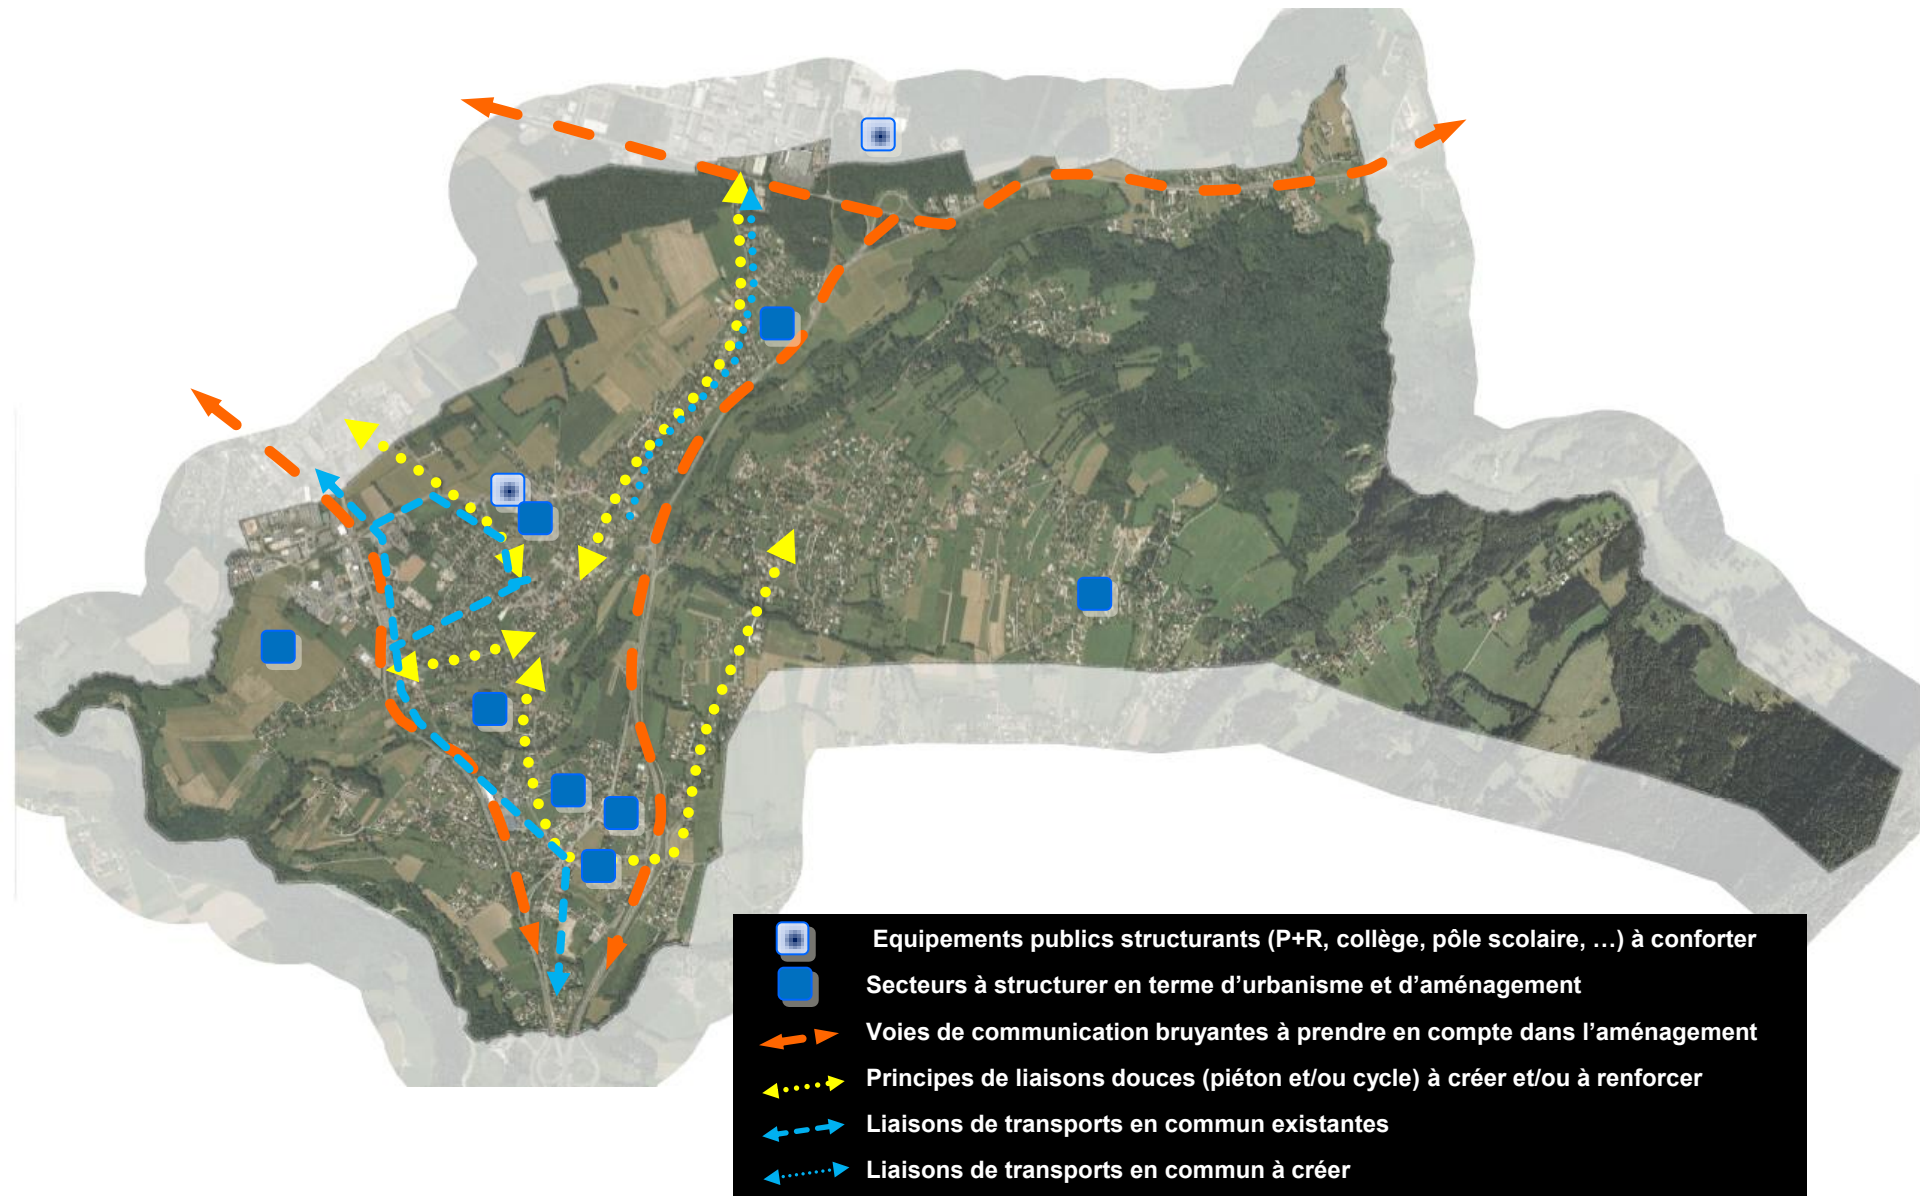 Equipements publics structurants (P+R, collège, pôle scolaire, …) à conforter
Secteurs à structurer en terme d’urbanisme et d’aménagement
Voies de communication bruyantes à prendre en compte dans l’aménagement
Principes de liaisons douces (piéton et/ou cycle) à créer et/ou à renforcer
Liaisons de transports en commun existantes
Liaisons de transports en commun à créer